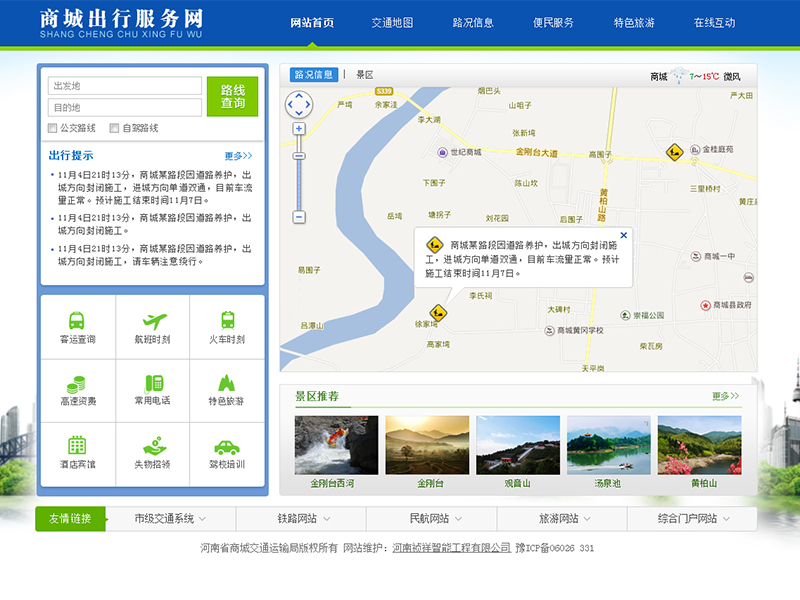 商城出行服务网
SHANG CHENG CHU XING FU WU
网站首页 交通地图 路况信息 便民服务 特色旅游 在线互动
出发地
目的地
路线
查询
公交路线 自驾路线
出行提示 更多>>
11月4日21时13分，商城某路段因道路养护，出
城方向封闭施工，进城方向单道双通，目前车流
量正常。预计施工结束时间11月7日。
11月4日21时13分，商城某路段因道路养护，出
城方向封闭施工。
11月4日21时13分，商城某路段因道路养护，出
城方向封闭施工，请车辆注意绕行。
客运查询 航班时刻 火车时刻
高速资费 常用电话 特色旅游
酒店宾馆 失物招领 驾校培训
路况信息 | 景区
商城 7～15℃ 微风
S339
烟巴头
严大田
严塆
余家洼
山咀子
李大湖
张新塆
世纪商城
金刚台大道
高围子
金桂庭苑
下围子
陈山坟
三里桥村
黄柏山路
黄庄
岳塆
塘拐子
刘花园
后围子
商城某路段因道路养护，出城方向封闭施
工，进城方向单道双通，目前车流量正常。预计
施工结束时间11月7日。
商城一中
易围子
李氏祠
大碑村
商城县政府
崇福公园
吕潭山
徐家塆
商城黄冈学校
高家塆
柴瓦房
天平岗
景区推荐 更多>>
金刚台西河 金刚台 观音山 汤泉池 黄柏山
友情链接 市级交通系统 铁路网站 民航网站 旅游网站 综合门户网站
河南省商城交通运输局版权所有 网站维护：河南祯祥智能工程有限公司 豫ICP备06026 331